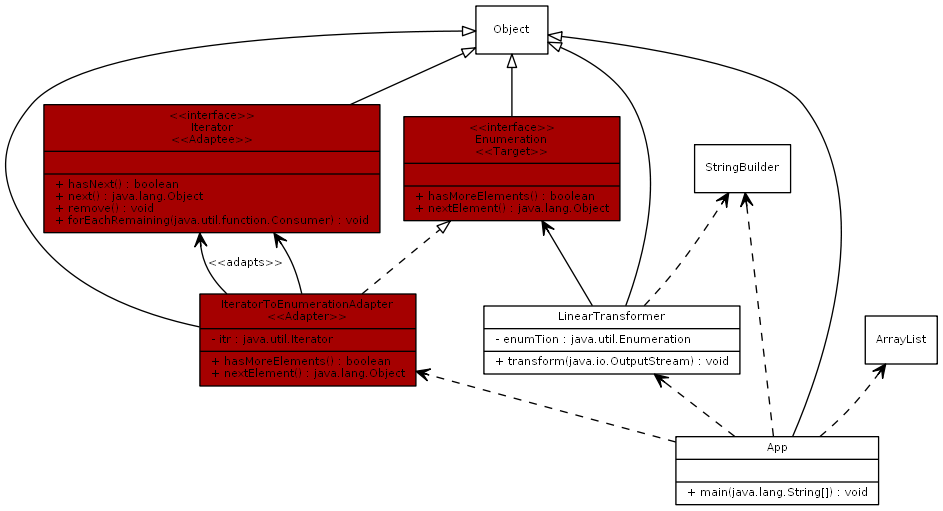 Object
<<interface>>
Iterator
<<Adaptee>>
+ hasNext() : boolean
+ next() : java.lang.Object
+ remove() : void
+ forEachRemaining(java.util.function.Consumer) : void
<<interface>>
Enumeration
<<Target>>
+ hasMoreElements() : boolean
+ nextElement() : java.lang.Object
StringBuilder
<<adapts>>
IteratorToEnumerationAdapter
<<Adapter>>
- itr : java.util.Iterator
+ hasMoreElements() : boolean
+ nextElement() : java.lang.Object
LinearTransformer
- enumTion : java.util.Enumeration
+ transform(java.io.OutputStream) : void
ArrayList
App
+ main(java.lang.String[]) : void